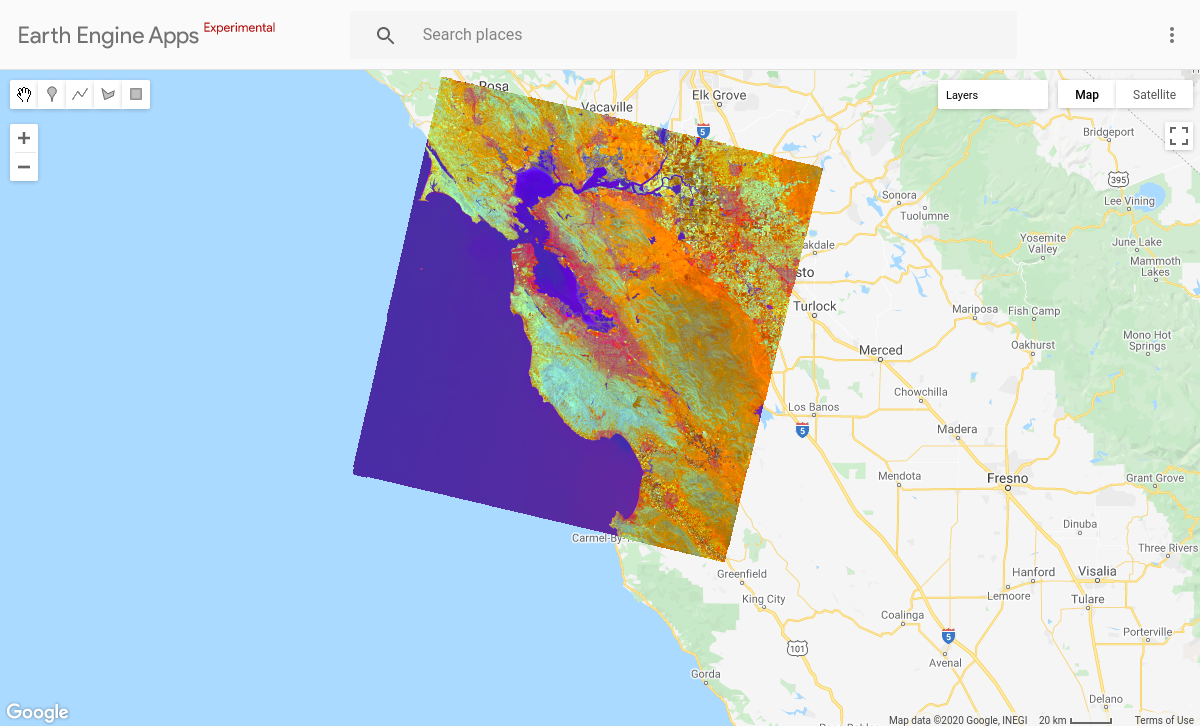 Earth Engine Apps Experimental
Search places
Layers
Map
Satellite
Rosa
Vacaville
Elk Grove
5
Bridgeport
395
Sonora
Lee Vining
Tuolumne
Yosemite
Valley
June Lake
Mammoth
Lakes
akdale
sto
Turlock
Mariposa
Fish Camp
Mono Hot
Springs
Oakhurst
Merced
Chowchilla
Los Banos
5
Madera
Mendota
Fresno
Grant Grove
Dinuba
Carmel-By-T
Three Rivers
Greenfield
Hanford
Visalia
King City
Lemoore
Tulare
Coalinga
5
Porterville
101
Avenal
Gorda
Delano
Google
Map data ©2020 Google, INEGI
20 km
Terms of Use